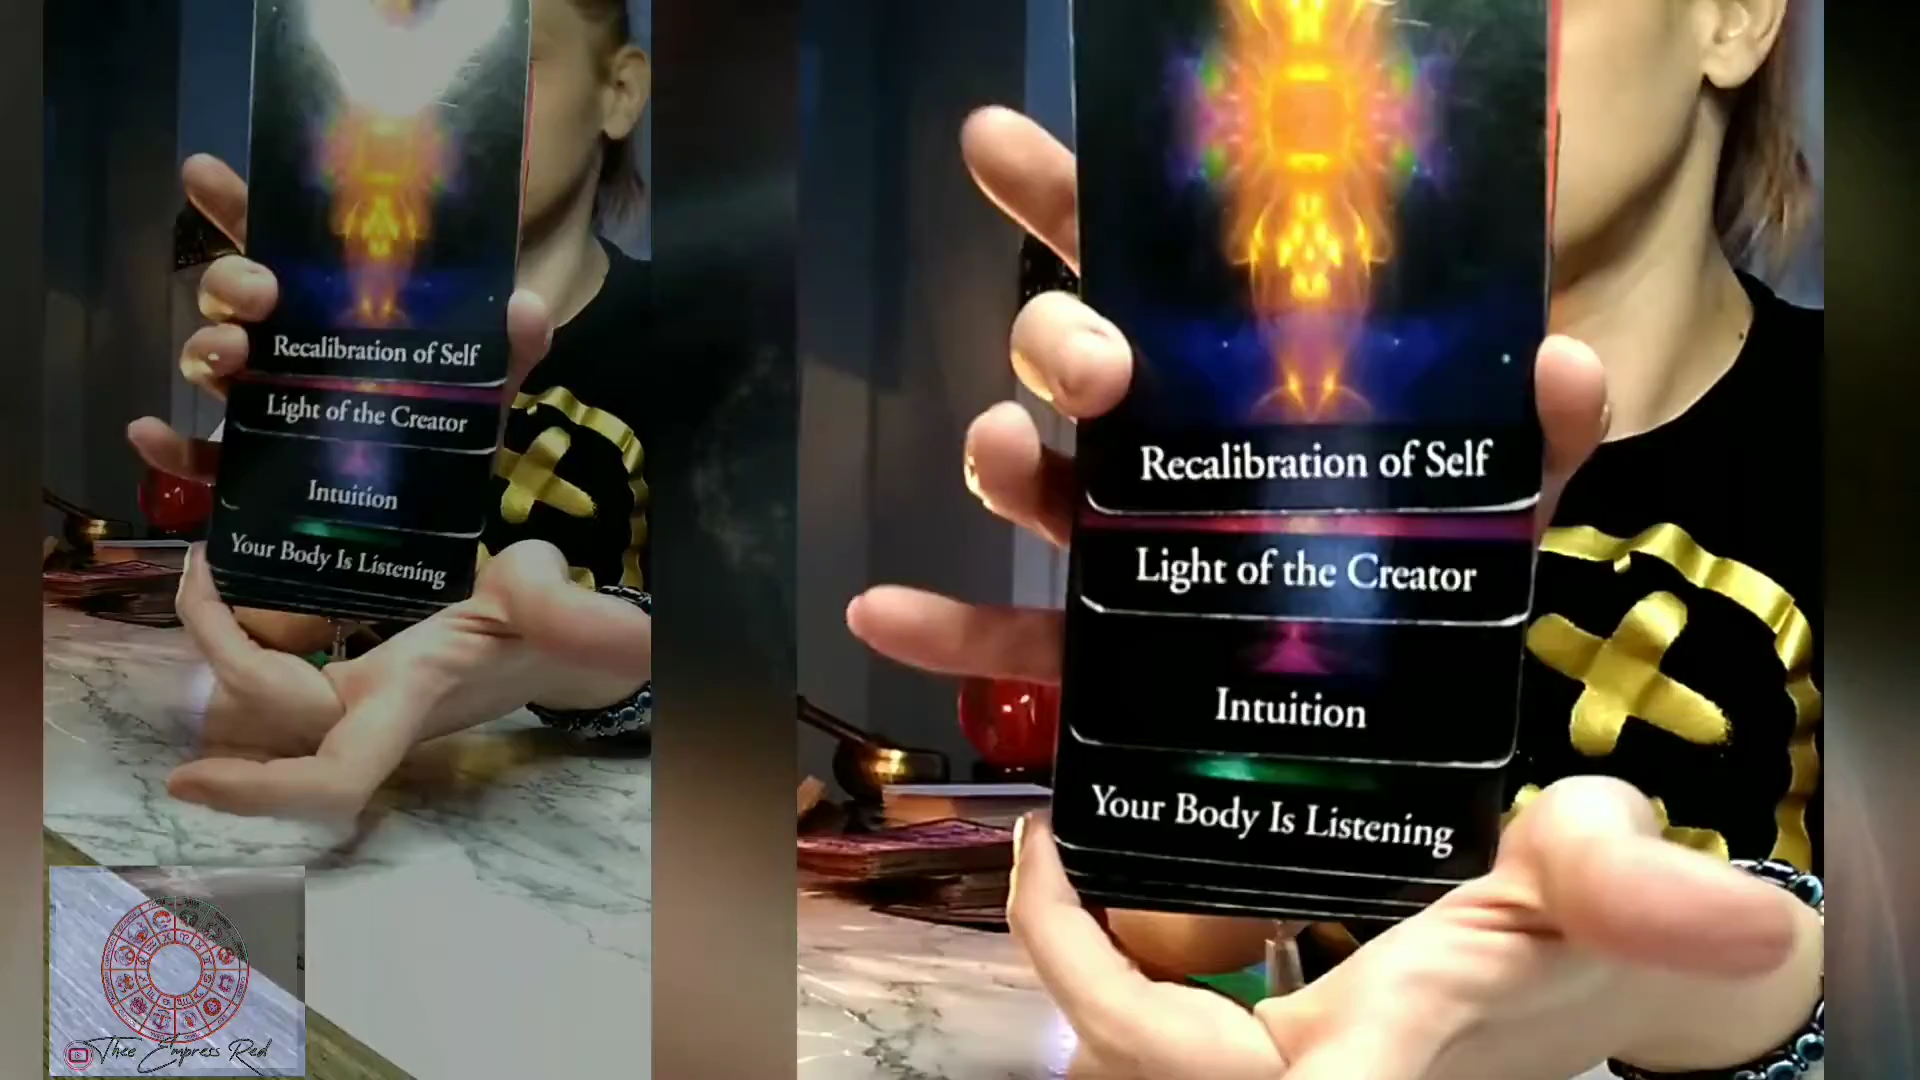 Recalibration of Self
Light of the Creator
Intuition
Your Body Is Listening
Recalibration of Self
Light of the Creator
Intuition
Your Body Is Listening
Thee Empress Red